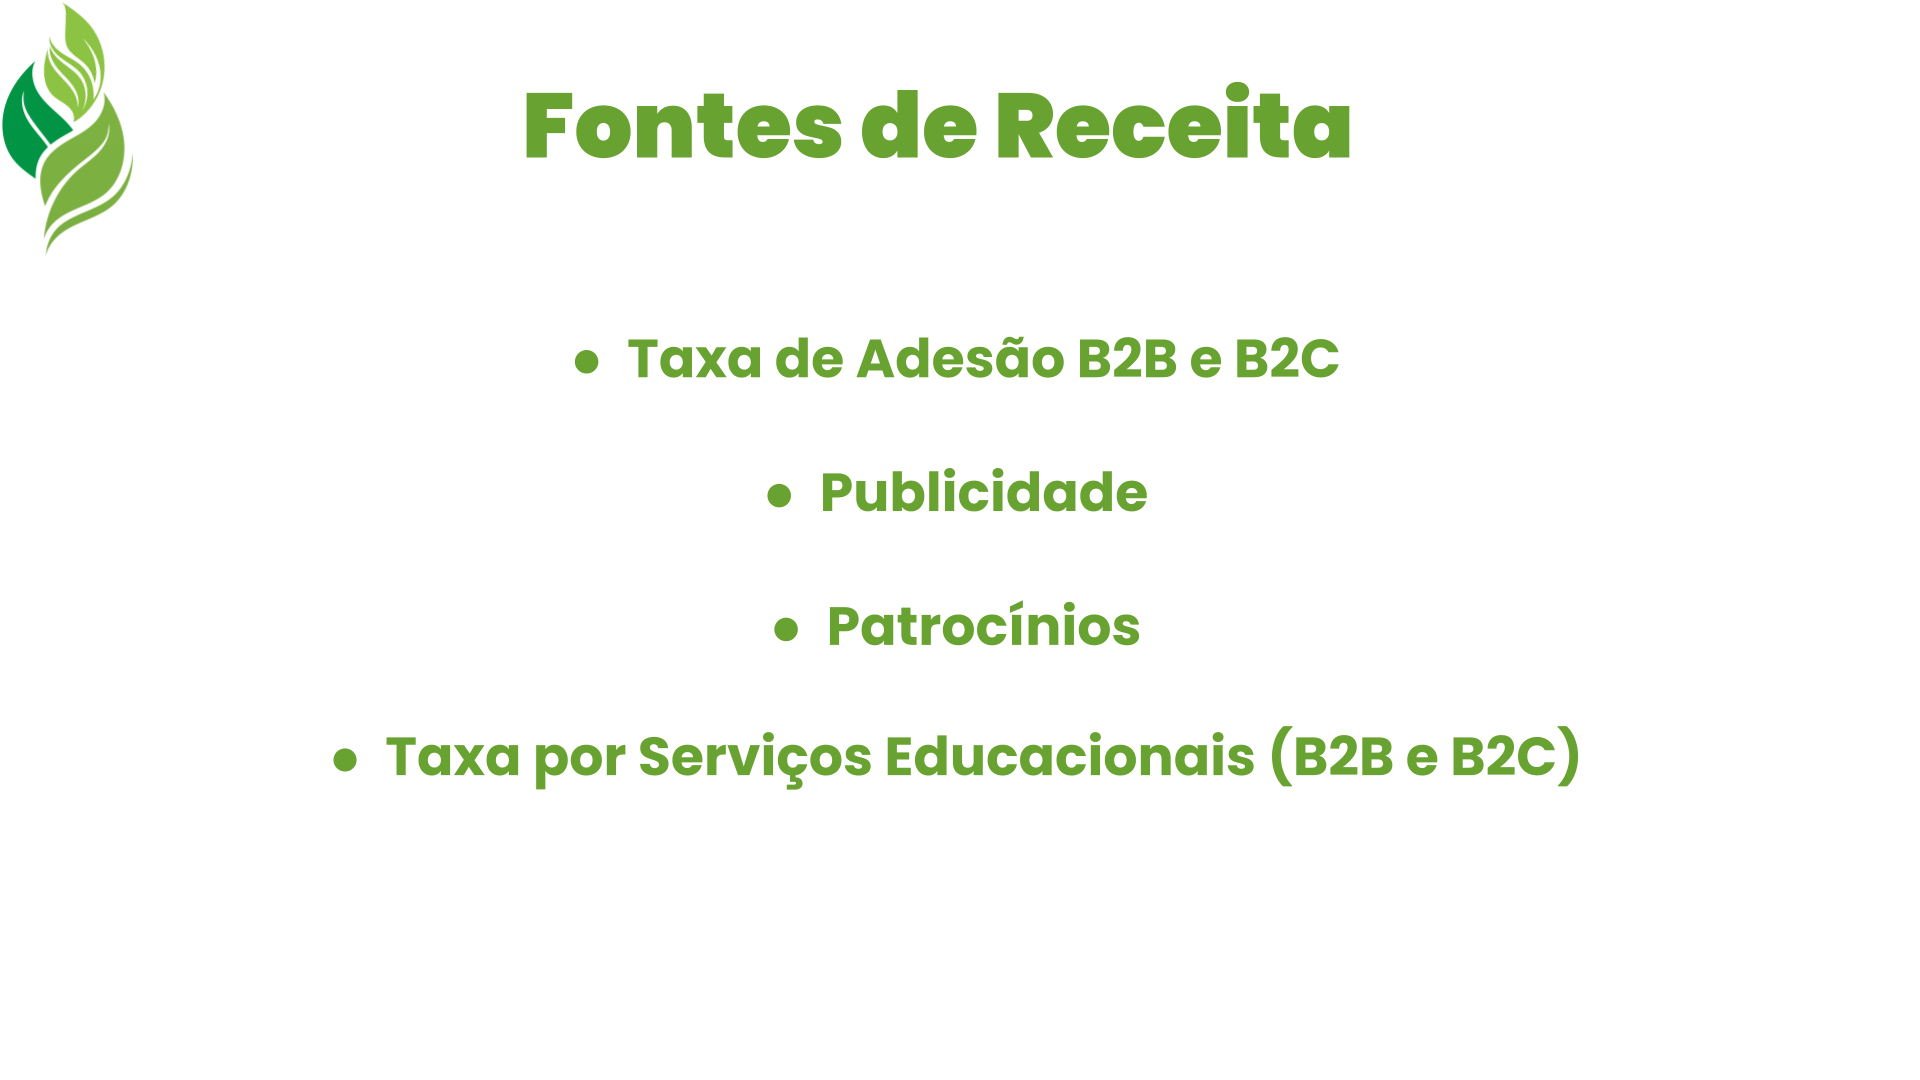 Fontes de Receita
● Taxa de Adesão B2B e B2C
● Publicidade
● Patrocínios
● Taxa por Serviços Educacionais (B2B e B2C)